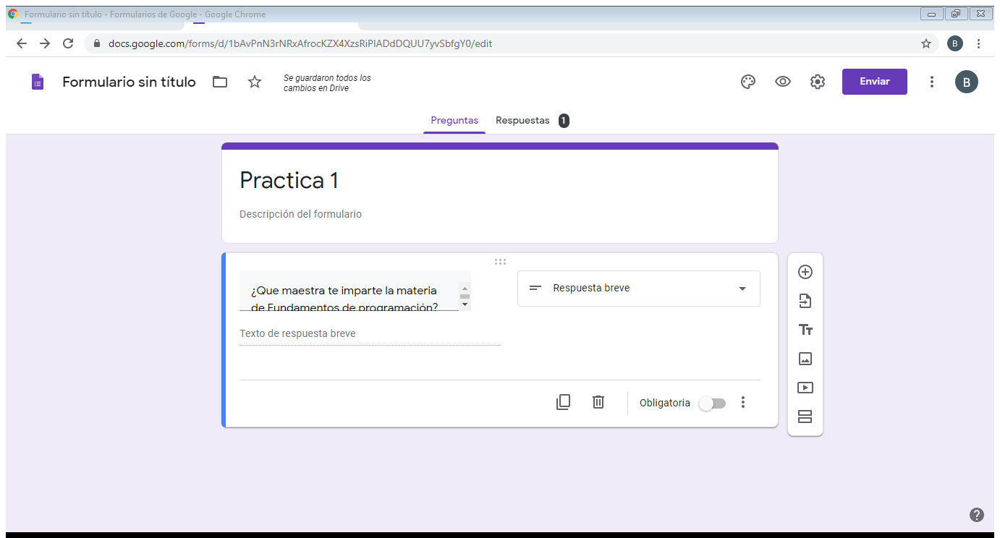 Formulario sin título - Formularios de Google - Google Chrome
docs.google.com/forms/d/1bAvPnN3rNRxAfrocKZX4XzsRiPlADdDQUU7yvSbfgY0/edit
B
Formulario sin título
Se guardaron todos los
cambios en Drive
Enviar
B
Preguntas
Respuestas
1
Practica 1
Descripción del formulario
¿Que maestra te imparte la materia
de Fundamentos de programación?
Respuesta breve
Texto de respuesta breve
Obligatoria